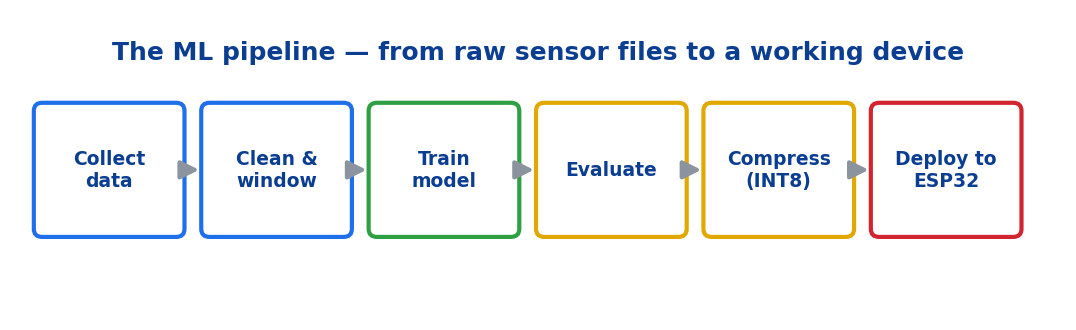 The ML pipeline — from raw sensor files to a working device
Collect
data
Clean &
window
Train
model
Evaluate
Compress
(INT8)
Deploy to
ESP32